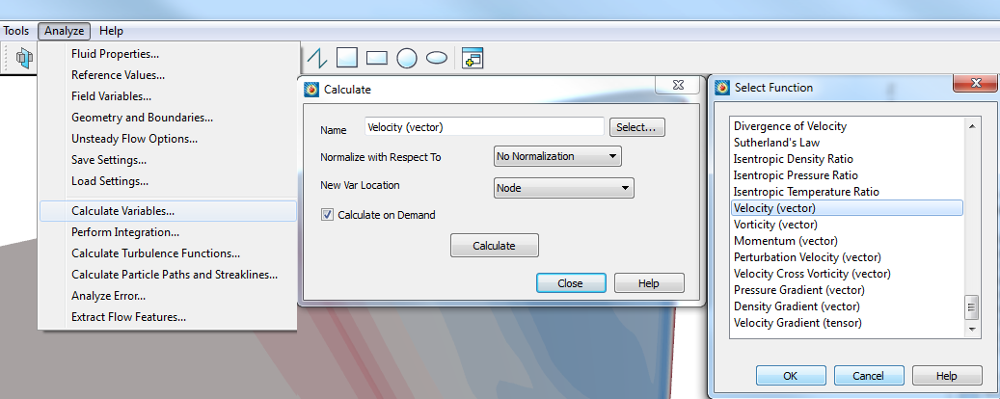 Tools Analyze Help
Fluid Properties...
Reference Values...
Field Variables...
Geometry and Boundaries...
Unsteady Flow Options...
Save Settings...
Load Settings...
Calculate Variables...
Perform Integration...
Calculate Turbulence Functions...
Calculate Particle Paths and Streaklines...
Analyze Error...
Extract Flow Features...
Calculate
Name Velocity (vector) Select...
Normalize with Respect To No Normalization
New Var Location Node
Calculate on Demand
Calculate
Close Help
Select Function
Divergence of Velocity
Sutherland's Law
Isentropic Density Ratio
Isentropic Pressure Ratio
Isentropic Temperature Ratio
Velocity (vector)
Vorticity (vector)
Momentum (vector)
Perturbation Velocity (vector)
Velocity Cross Vorticity (vector)
Pressure Gradient (vector)
Density Gradient (vector)
Velocity Gradient (tensor)
OK Cancel Help